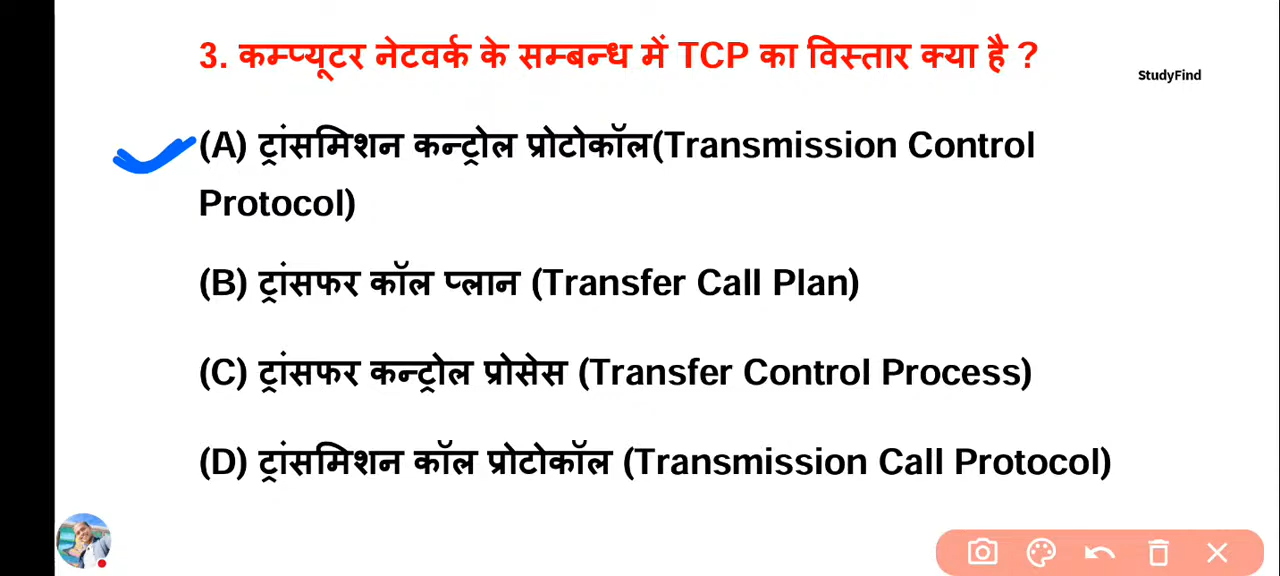 3. कम्प्यूटर नेटवर्क के सम्बन्ध में TCP का विस्तार क्या है ?
StudyFind
(A) ट्रांसमिशन कन्ट्रोल प्रोटोकॉल(Transmission Control
Protocol)
(B) ट्रांसफर कॉल प्लान (Transfer Call Plan)
(C) ट्रांसफर कन्ट्रोल प्रोसेस (Transfer Control Process)
(D) ट्रांसमिशन कॉल प्रोटोकॉल (Transmission Call Protocol)